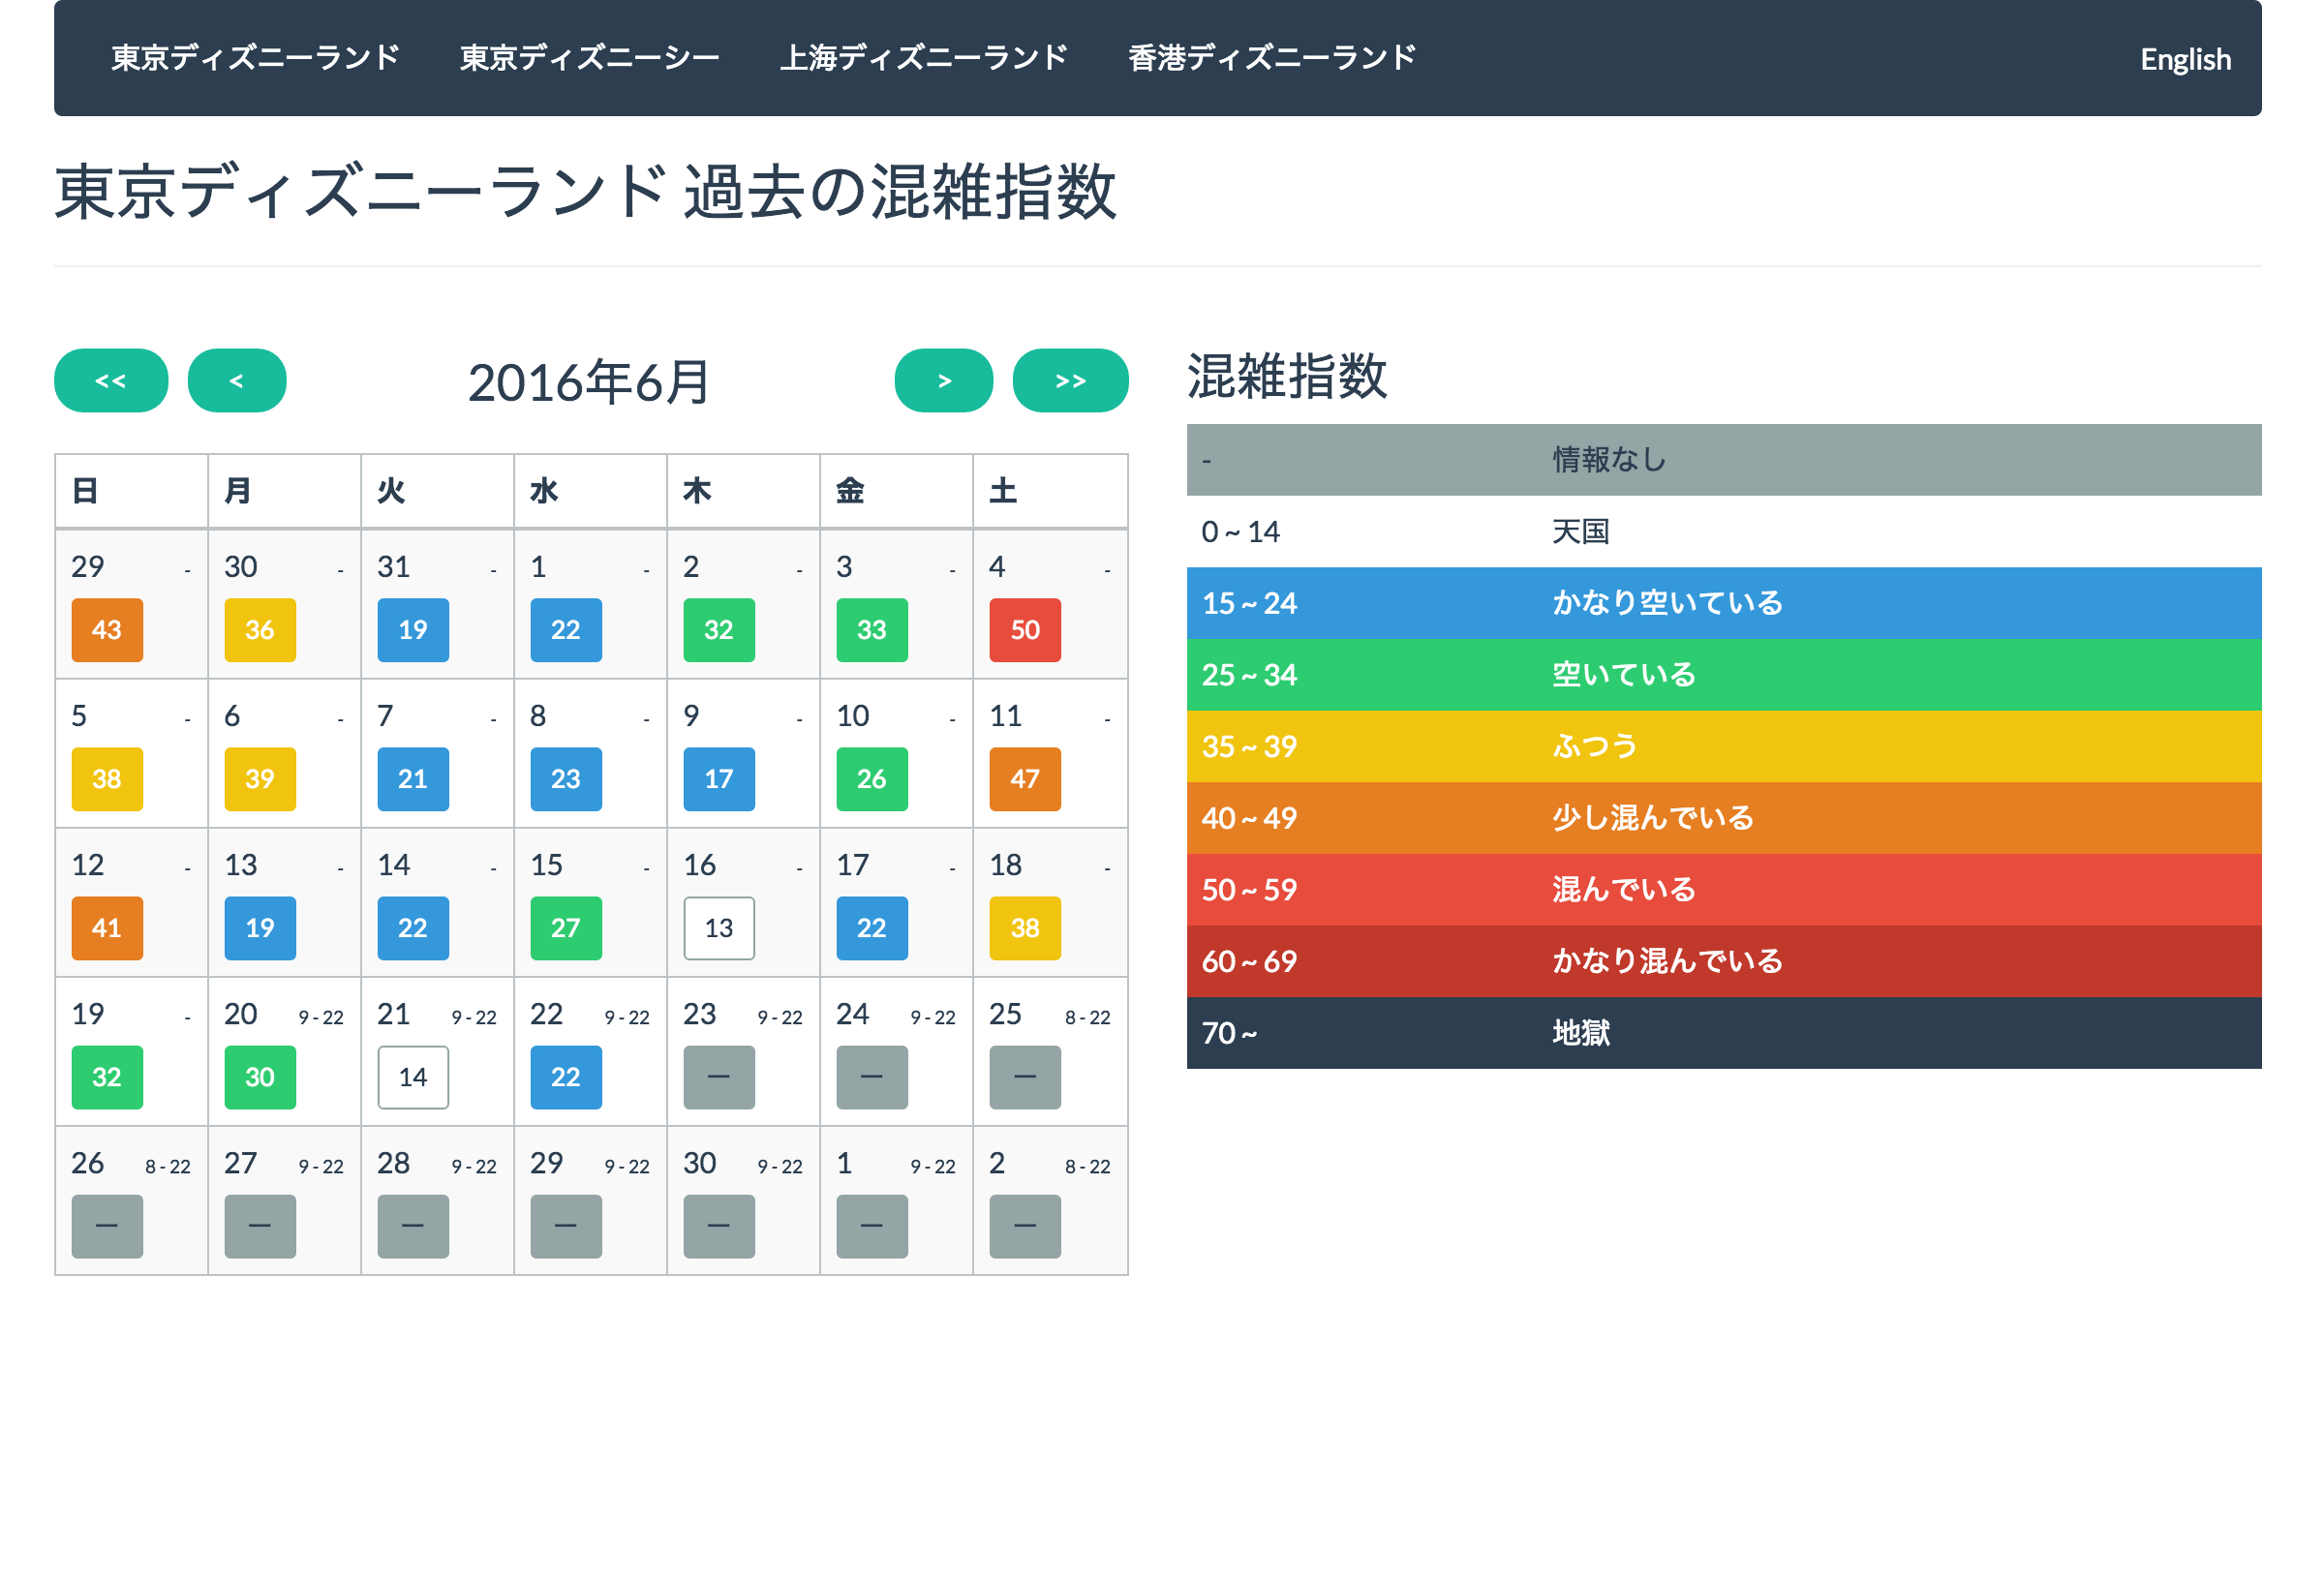 東京ディズニーランド 東京ディズニーシー 上海ディズニーランド 香港ディズニーランド English
東京ディズニーランド 過去の混雑指数
<< < 2016年6月 > >>
日 月 火 水 木 金 土
29 - 30 - 31 - 1 - 2 - 3 - 4 -
43 36 19 22 32 33 50
5 - 6 - 7 - 8 - 9 - 10 - 11 -
38 39 21 23 17 26 47
12 - 13 - 14 - 15 - 16 - 17 - 18 -
41 19 22 27 13 22 38
19 - 20 9 - 22 21 9 - 22 22 9 - 22 23 9 - 22 24 9 - 22 25 8 - 22
32 30 14 22 — — —
26 8 - 22 27 9 - 22 28 9 - 22 29 9 - 22 30 9 - 22 1 9 - 22 2 8 - 22
— — — — — — —
混雑指数
- 情報なし
0 ~ 14 天国
15 ~ 24 かなり空いている
25 ~ 34 空いている
35 ~ 39 ふつう
40 ~ 49 少し混んでいる
50 ~ 59 混んでいる
60 ~ 69 かなり混んでいる
70 ~ 地獄